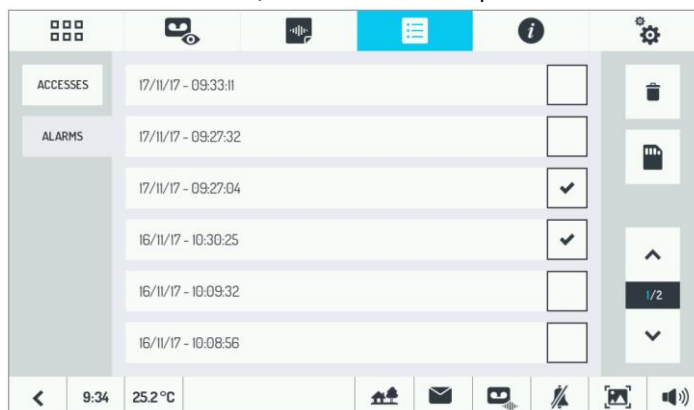 ACCESSES
ALARMS
17/11/17 - 09:33:11
17/11/17 - 09:27:32
17/11/17 - 09:27:04
16/11/17 - 10:30:25
16/11/17 - 10:09:32
16/11/17 - 10:08:56
1/2
9:34
25.2 °C